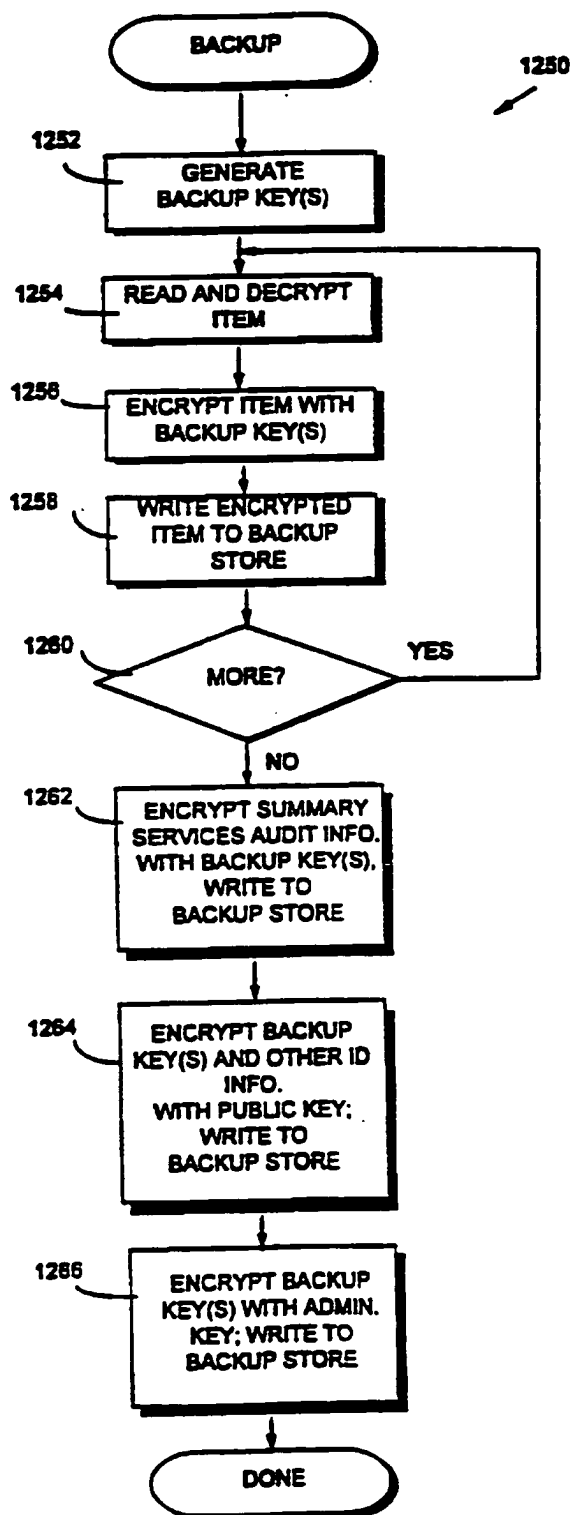 BACKUP
1250
1252
GENERATE
BACKUP KEY(S)
1254
READ AND DECRYPT
ITEM
1256
ENCRYPT ITEM WITH
BACKUP KEY(S)
1258
WRITE ENCRYPTED
ITEM TO BACKUP
STORE
1260
MORE?
YES
NO
1262
ENCRYPT SUMMARY
SERVICES AUDIT INFO.
WITH BACKUP KEY(S),
WRITE TO
BACKUP STORE
1264
ENCRYPT BACKUP
KEY(S) AND OTHER ID
INFO.
WITH PUBLIC KEY;
WRITE TO
BACKUP STORE
1266
ENCRYPT BACKUP
KEY(S) WITH ADMIN.
KEY; WRITE TO
BACKUP STORE
DONE